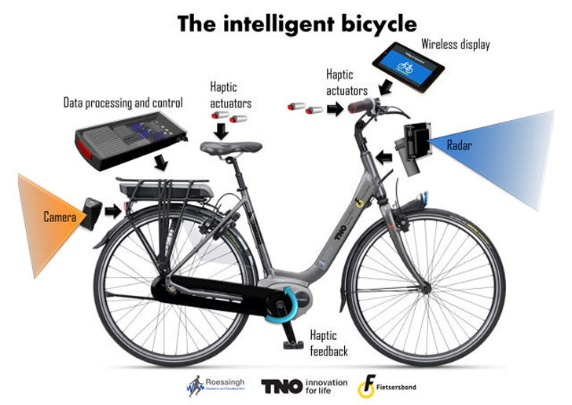 The intelligent bicycle
Wireless display
Haptic
actuators
Haptic
actuators
Data processing and control
Radar
Camera
TNO
Haptic
feedback
Roessingh
TNO innovation
for life
Fietsersbond